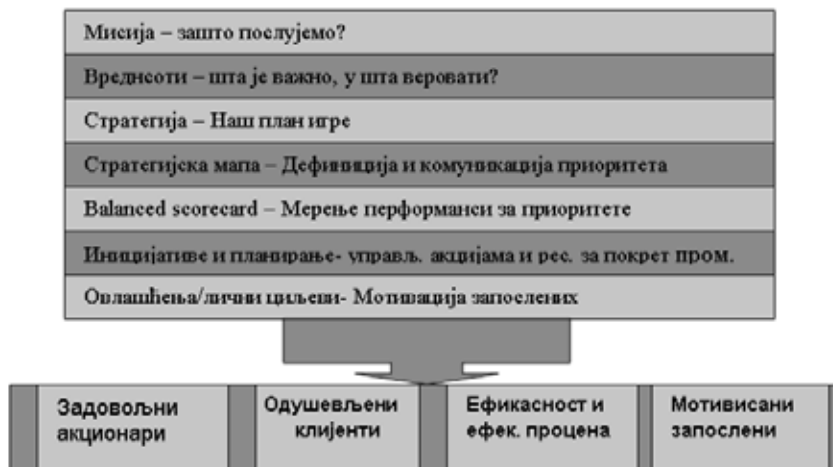 Мисија – зашто послујемо?
Вредисоти – шта је важно, у шта веровати?
Стратегија – Наш план игре
Стратегијска мапа – Дефиниција и комуникација приоритета
Balanced scorecard – Мерење перформанси за приоритете
Иницијативе и планирање- управљ. акцијама и рес. за покрет пром.
Овлашћења/лични циљеви- Мотивација запослених
Задовољни
акционари
Одушевљени
клијенти
Ефикасност и
ефек. процена
Мотивисани
запослени